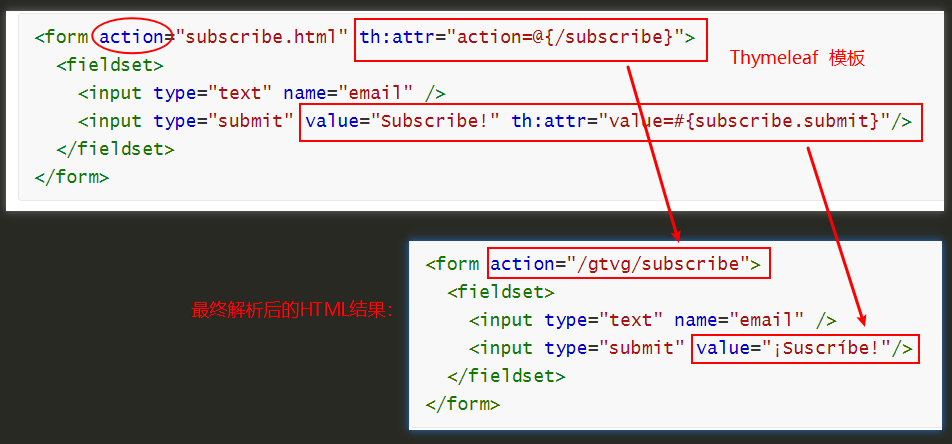 <form action="subscribe.html" th:attr="action=@{/subscribe}">
Thymeleaf 模板
<fieldset>
<input type="text" name="email" />
<input type="submit" value="Subscribe!" th:attr="value=#{subscribe.submit}"/>
</fieldset>
</form>
最终解析后的HTML结果：
<form action="/gtvg/subscribe">
<fieldset>
<input type="text" name="email" />
<input type="submit" value="¡Suscríbe!"/>
</fieldset>
</form>